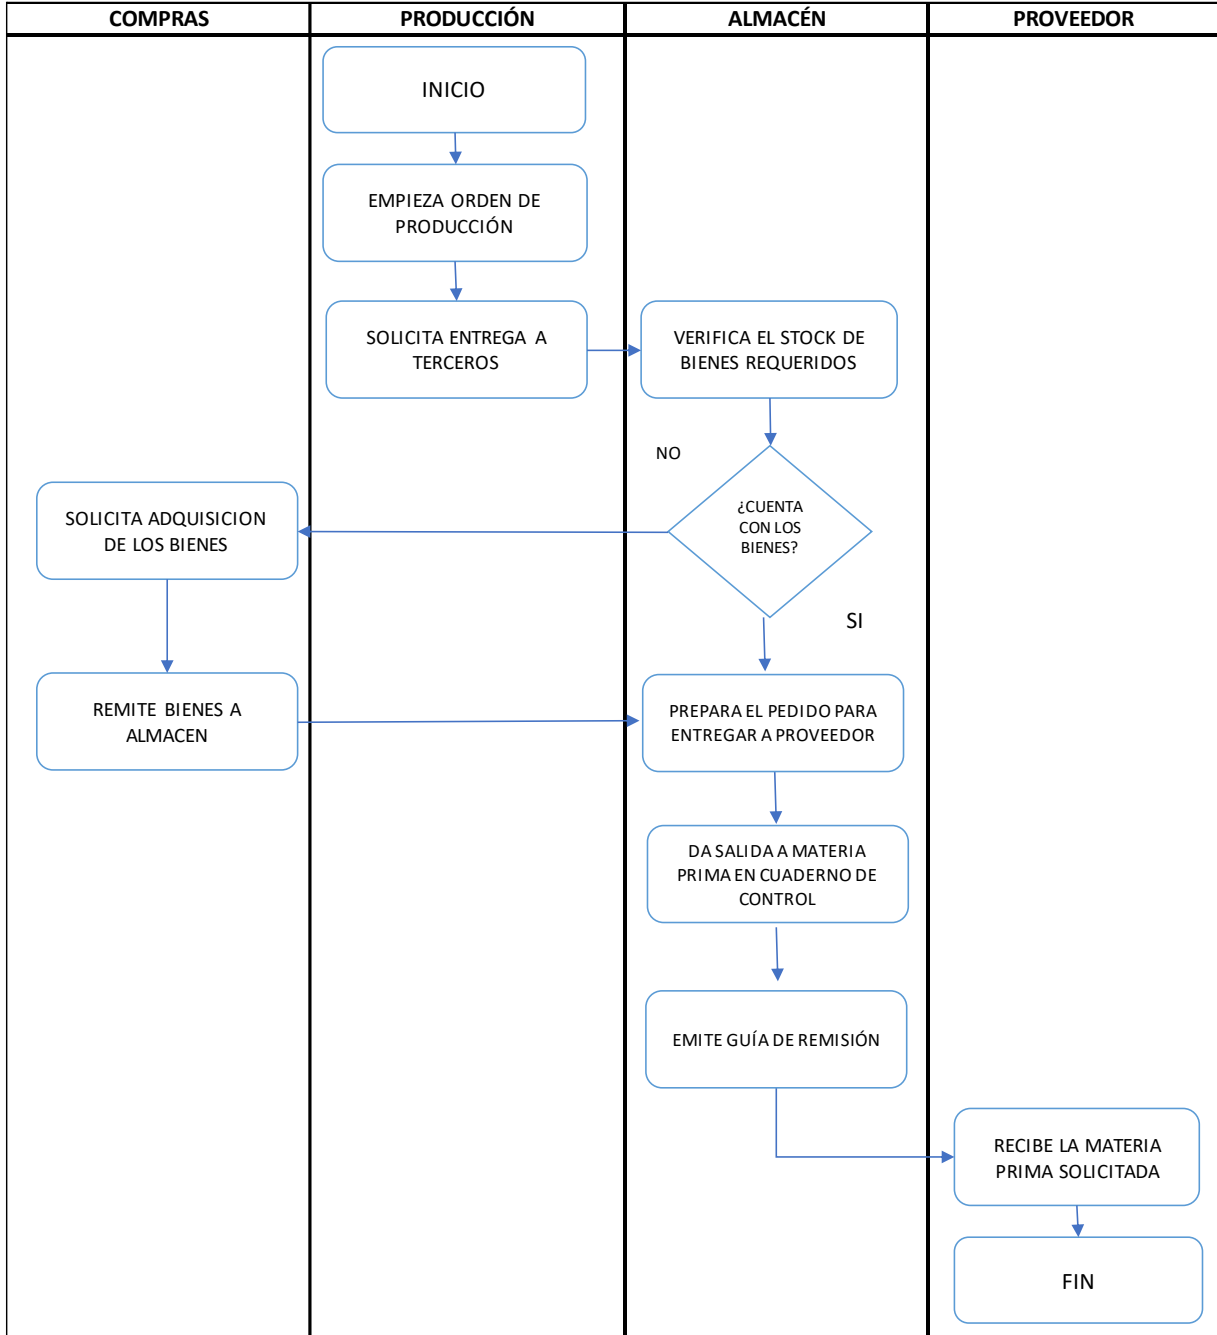 COMPRAS
PRODUCCIÓN
ALMACÉN
PROVEEDOR
INICIO
EMPIEZA ORDEN DE
PRODUCCIÓN
SOLICITA ENTREGA A
TERCEROS
VERIFICA EL STOCK DE
BIENES REQUERIDOS
NO
¿CUENTA
CON LOS
BIENES?
SOLICITA ADQUISICION
DE LOS BIENES
SI
REMITE BIENES A
ALMACEN
PREPARA EL PEDIDO PARA
ENTREGAR A PROVEEDOR
DA SALIDA A MATERIA
PRIMA EN CUADERNO DE
CONTROL
EMITE GUÍA DE REMISIÓN
RECIBE LA MATERIA
PRIMA SOLICITADA
FIN